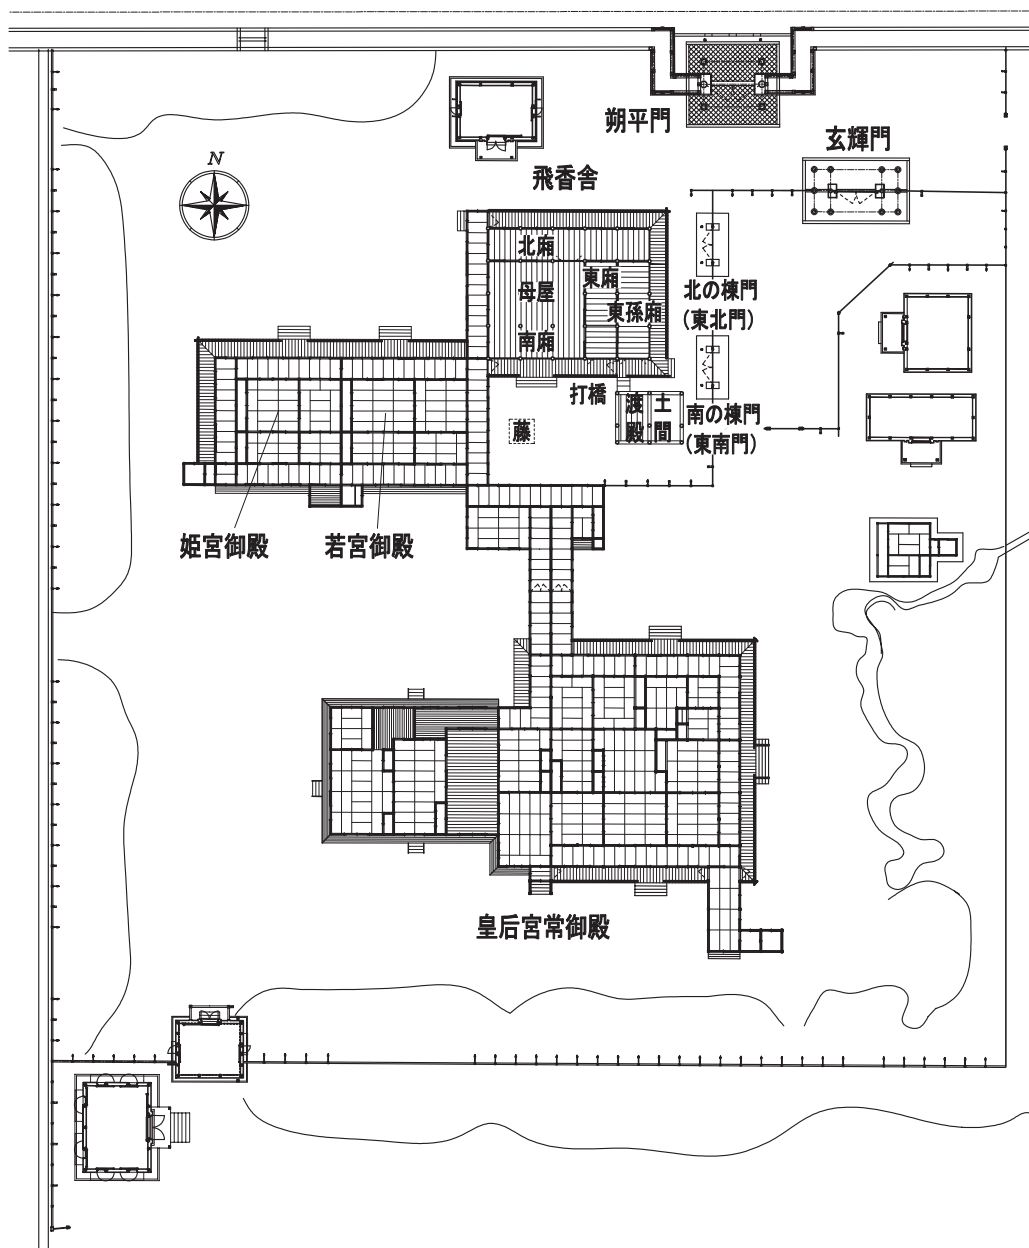 朔平門
玄輝門
N
飛香舎
北廂
東廂
母屋
東孫廂
南廂
北の棟門
(東北門)
打橋
渡殿
土間
南の棟門
(東南門)
藤
姫宮御殿
若宮御殿
皇后宮常御殿